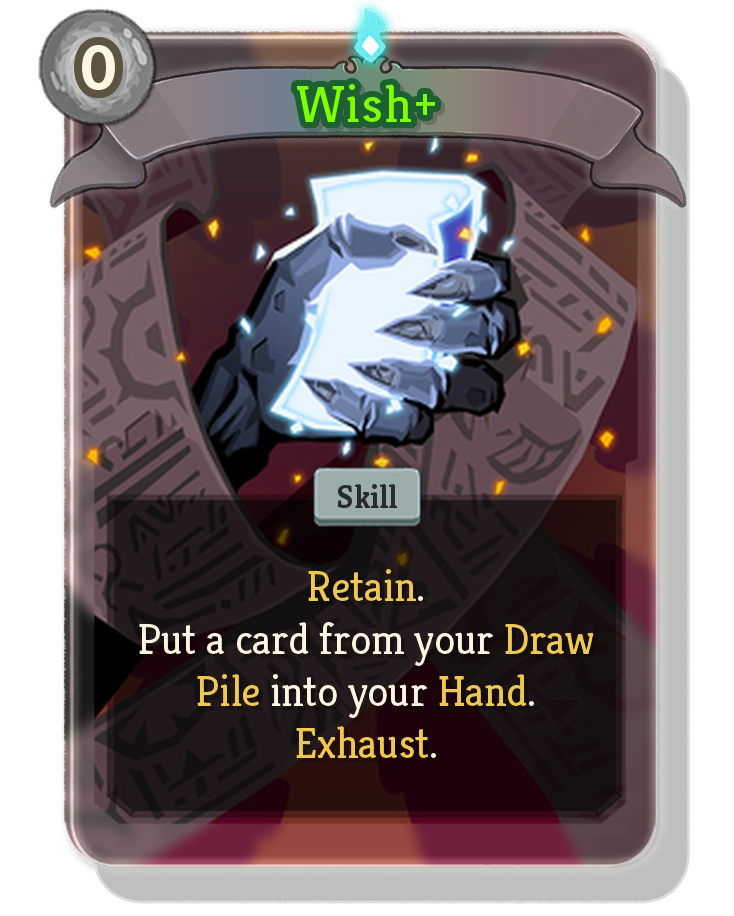 0
Wish+
Skill
Retain.
Put a card from your Draw
Pile into your Hand.
Exhaust.